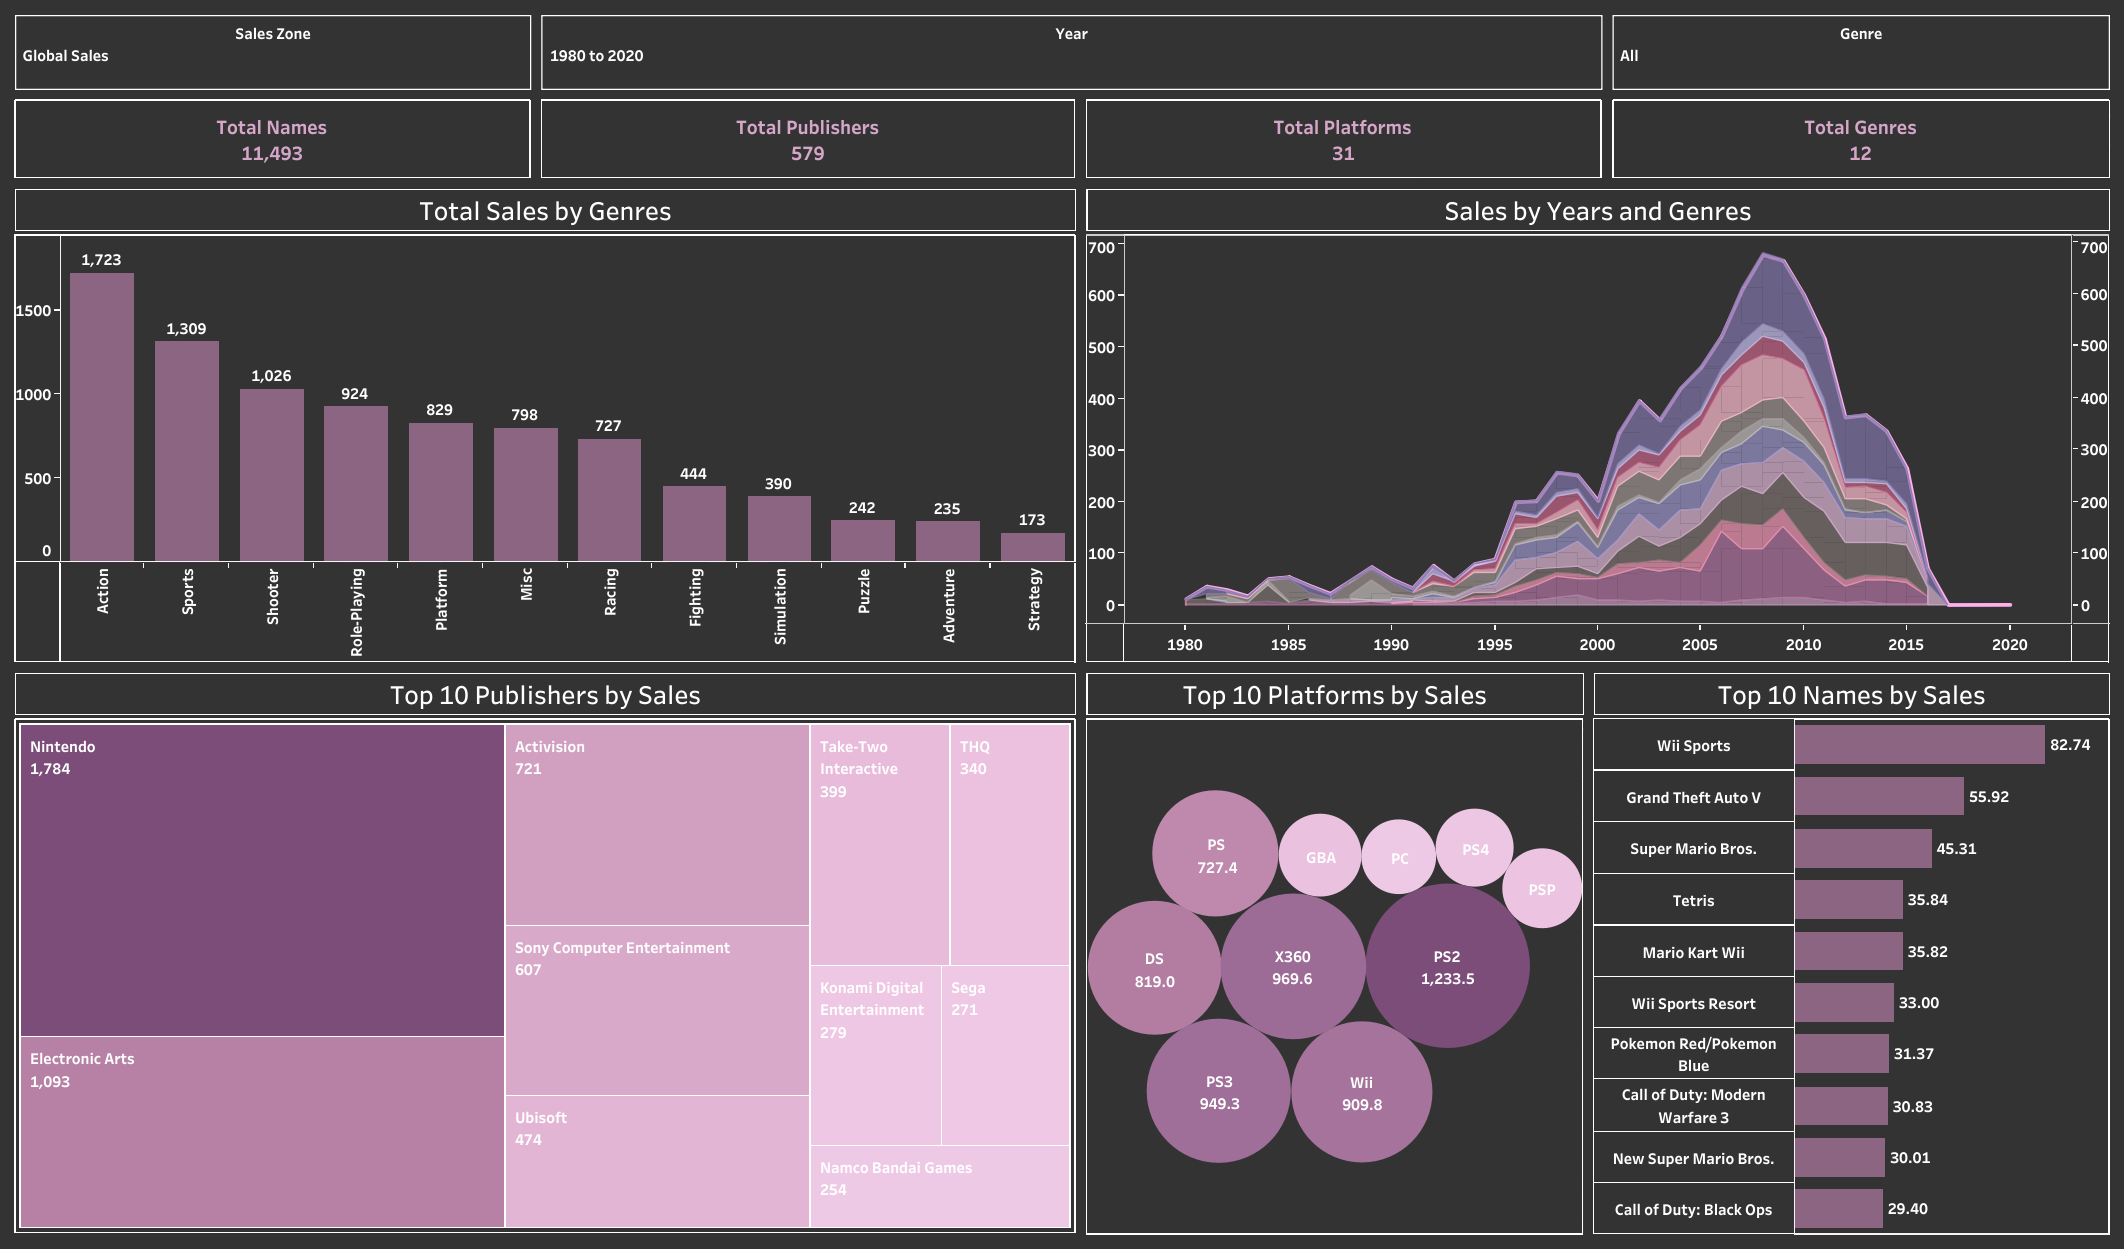 Sales Zone
Global Sales
Year
1980 to 2020
Genre
All
Total Names
11,493
Total Publishers
579
Total Platforms
31
Total Genres
12
Total Sales by Genres
1500
1000
500
0
1,723
1,309
1,026
924
829
798
727
444
390
242
235
173
Action
Sports
Shooter
Role-Playing
Platform
Misc
Racing
Fighting
Simulation
Puzzle
Adventure
Strategy
Sales by Years and Genres
700
600
500
400
300
200
100
0
700
600
500
400
300
200
100
0
1980
1985
1990
1995
2000
2005
2010
2015
2020
Top 10 Publishers by Sales
Nintendo
1,784
Electronic Arts
1,093
Activision
721
Sony Computer Entertainment
607
Ubisoft
474
Take-Two
Interactive
399
THQ
340
Konami Digital
Entertainment
279
Sega
271
Namco Bandai Games
254
Top 10 Platforms by Sales
PS
727.4
GBA
PC
PS4
PSP
DS
819.0
X360
969.6
PS2
1,233.5
PS3
949.3
Wii
909.8
Top 10 Names by Sales
Wii Sports
82.74
Grand Theft Auto V
55.92
Super Mario Bros.
45.31
Tetris
35.84
Mario Kart Wii
35.82
Wii Sports Resort
33.00
Pokemon Red/Pokemon
Blue
31.37
Call of Duty: Modern
Warfare 3
30.83
New Super Mario Bros.
30.01
Call of Duty: Black Ops
29.40